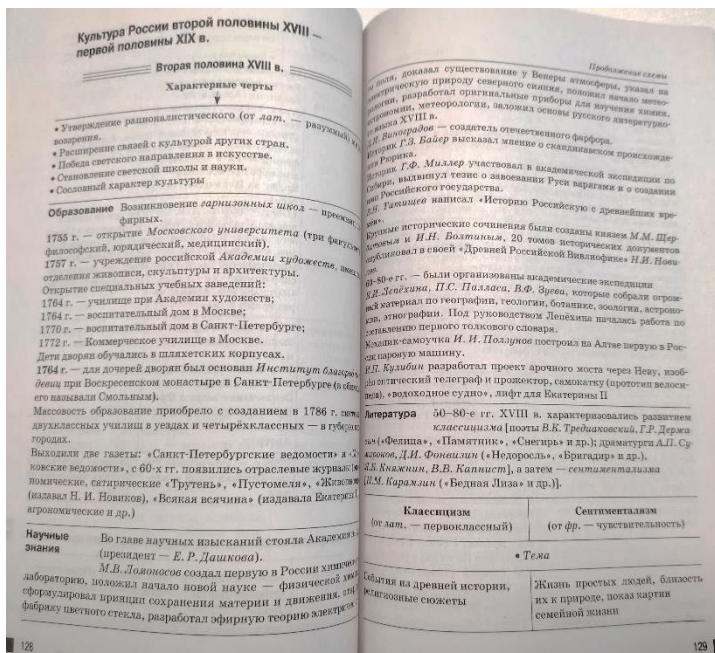 Культура России второй половины XVIII —
первой половины XIX в.
Вторая половина XVIII в.
Характерные черты
• Утверждение рационалистического (от лат. — разумный)
воззрения.
• Расширение связей с культурой других стран.
• Победа светского направления в искусстве.
• Становление светской школы и науки.
• Сословный характер культуры
Образование Возникновение гарнизонных школ —
фирных.
1755 г. — открытие Московского университета (три
философский, юридический, медицинский).
1757 г. — учреждение российской Академии художеств,
отделения живописи, скульптуры и архитектуры.
Открытие специальных учебных заведений:
1764 г. — училище при Академии художеств;
1764 г. — воспитательный дом в Москве;
1770 г. — воспитательный дом в Санкт-Петербурге;
1772 г. — Коммерческое училище в Москве.
Дети дворян обучались в шляхетских корпусах.
1764 г. — для дочерей дворян был основан Институт
девиц при Воскресенском монастыре в Санкт-Петербурге (в
его называли Смольным).
Массовость образование приобрело с созданием в 1786 г.
двухклассных училищ в уездах и четырёхклассных — в
городах.
Выходили две газеты: «Санкт-Петербургские ведомости» и
ковские ведомости», с 60-х гг. появились отраслевые журналы
номические, сатирические «Трутень», «Пустомеля»,
(издавал Н. И. Новиков), «Всякая всячина» (издавала Екатерина
агрономические и др.)
Научные Во главе научных изысканий стояла Академия
знания (президент — Е. Р. Дашкова).
М.В. Ломоносов создал первую в России
лабораторию, положил начало новой науке — физической
сформулировал принцип сохранения материи и движения,
фабрику цветного стекла, разработал эфирную теорию
128
Продолжение схемы
поля, доказал существование у Венеры атмосферы, указал на
электрическую природу северного сияния, положил начало метео-
рологии, разработал оригинальные приборы для изучения химии,
астрономии, метеорологии, заложил основы русского литературно-
го языка XVIII в.
Виноградов — создатель отечественного фарфора.
Историк Г.З. Байер высказал мнение о скандинавском происхожде-
Рюрика.
Историк Г.Ф. Миллер участвовал в академической экспедиции по
Сибири, выдвинул тезис о завоевании Руси варягами и о создании
Российского государства.
В.Н. Татищев написал «Историю Российскую с древнейших вре-
мён».
Крупные исторические сочинения были созданы князем М.М. Щер-
батовым и И.Н. Болтиным, 20 томов исторических документов
опубликовал в своей «Древней Российской Вивлиофике» Н.И. Нови-
60–80-е гг. — были организованы академические экспедиции
И.И. Лепёхина, П.С. Палласа, В.Ф. Зуева, которые собрали огром-
ный материал по географии, геологии, ботанике, зоологии, астроно-
мии, этнографии. Под руководством Лепёхина началась работа по
составлению первого толкового словаря.
Механик-самоучка И. И. Ползунов построил на Алтае первую в Рос-
паровую машину.
И.П. Кулибин разработал проект арочного моста через Неву, изоб-
оптический телеграф и прожектор, самокатку (прототип велоси-
педа), «водоходное судно», лифт для Екатерины II
Литература 50–80-е гг. XVIII в. характеризовались развитием
классицизма [поэты В.К. Тредиаковский, Г.Р. Держа-
вин («Фелица», «Памятник», «Снегирь» и др.); драматурги А.П. Су-
мароков, Д.И. Фонвизин («Недоросль», «Бригадир» и др.),
Я.Б. Княжнин, В.В. Капнист], а затем — сентиментализма
[Н.М. Карамзин («Бедная Лиза» и др.)].
Классицизм Сентиментализм
(от лат. — первоклассный) (от фр. — чувствительность)
• Тема
События из древней истории, Жизнь простых людей, близость
религиозные сюжеты их к природе, показ картин
семейной жизни
129